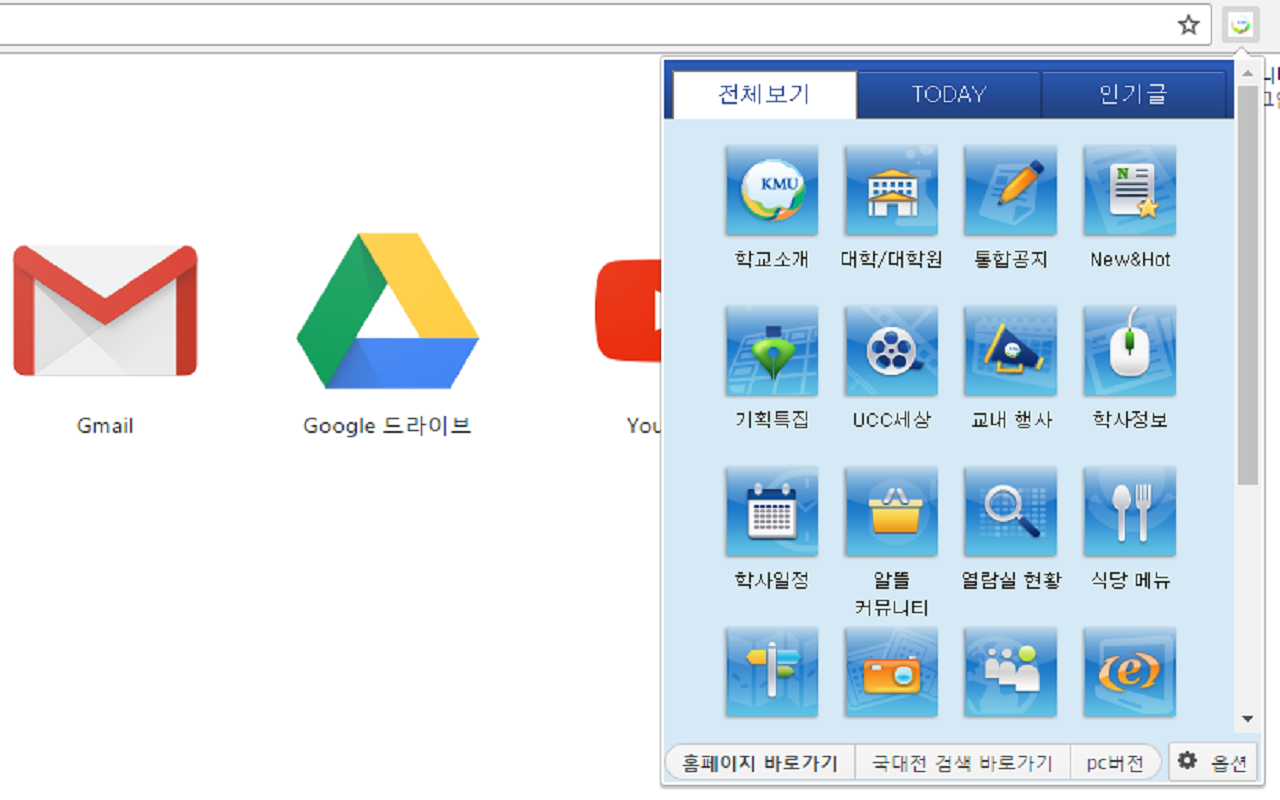 전체보기 TODAY 인기글
KMU
N
학교소개 대학/대학원 통합공지 New&Hot
Gmail Google 드라이브 You
기획특집 UCC세상 교내 행사 학사정보
학사일정 알뜰 열람실 현황 식당 메뉴
커뮤니티
e
홈페이지 바로가기 국대전 검색 바로가기 pc버전 옵션